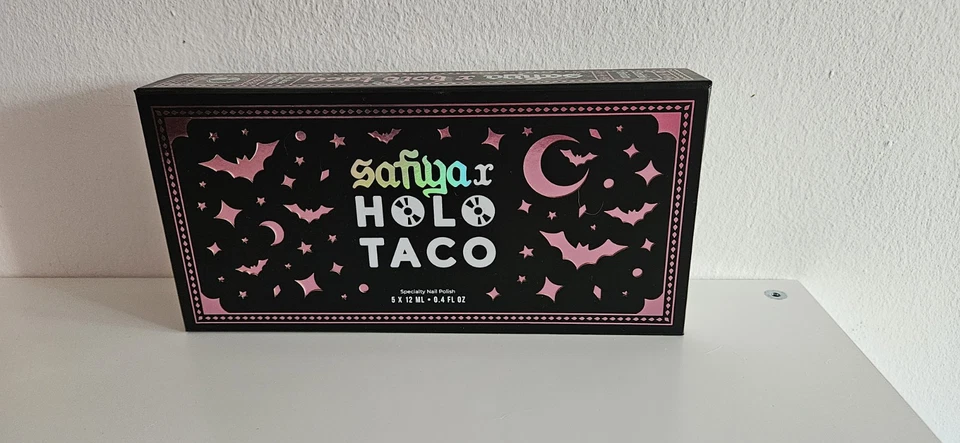 safiya x
HOLO
TACO
Specialty Nail Polish
5 X 12 ML • 0.4 FL OZ